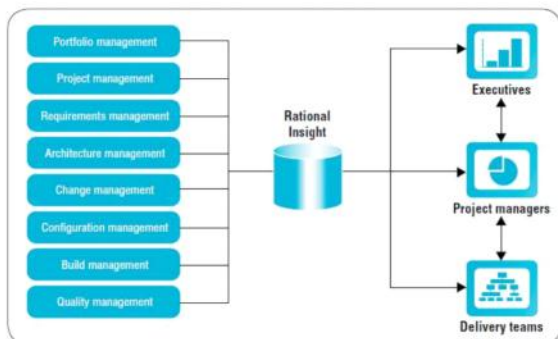 Portfolio management
Project management
Requirements management
Architecture management
Change management
Configuration management
Build management
Quality management
Rational
Insight
Executives
Project managers
Delivery teams